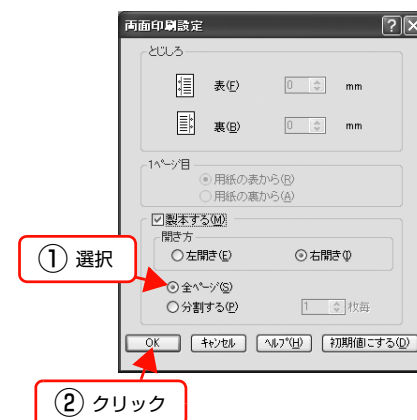 両面印刷設定
とじしろ
表(F) 0 mm
裏(B) 0 mm
1ページ目
用紙の表から(R)
用紙の裏から(A)
製本する(M)
開き方
左開き(E) 右開き(I)
① 選択
全ページ(S)
分割する(P) 1 枚毎
OK キャンセル ヘルプ(H) 初期値にする(D)
② クリック